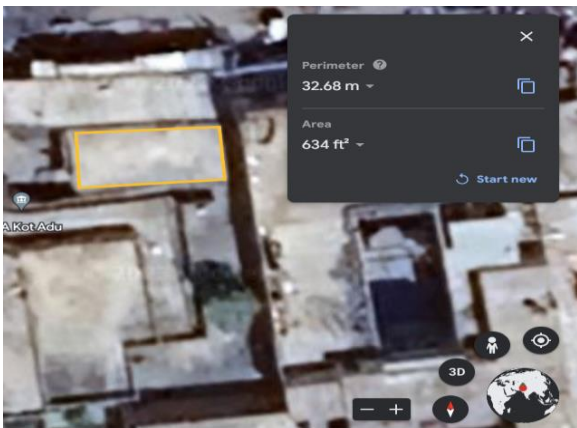 Perimeter
32.68 m
Area
634 ft²
Start new
A Kot Adu
3D